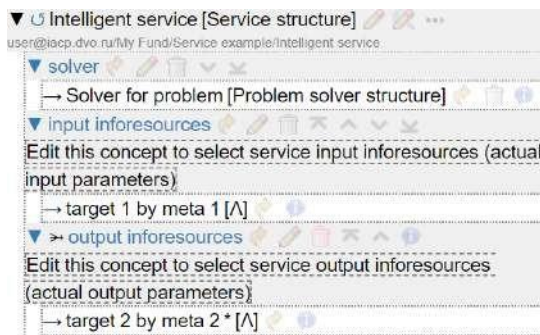 ▼ Intelligent service [Service structure] ...
user@iacp.dvo.ru/My Fund/Service example/Intelligent service
▼ solver
→ Solver for problem [Problem solver structure]
▼ input inforesources
Edit this concept to select service input inforesources (actual
input parameters)
→ target 1 by meta 1 [Λ]
▼ output inforesources
Edit this concept to select service output inforesources
(actual output parameters)
→ target 2 by meta 2 * [Λ]